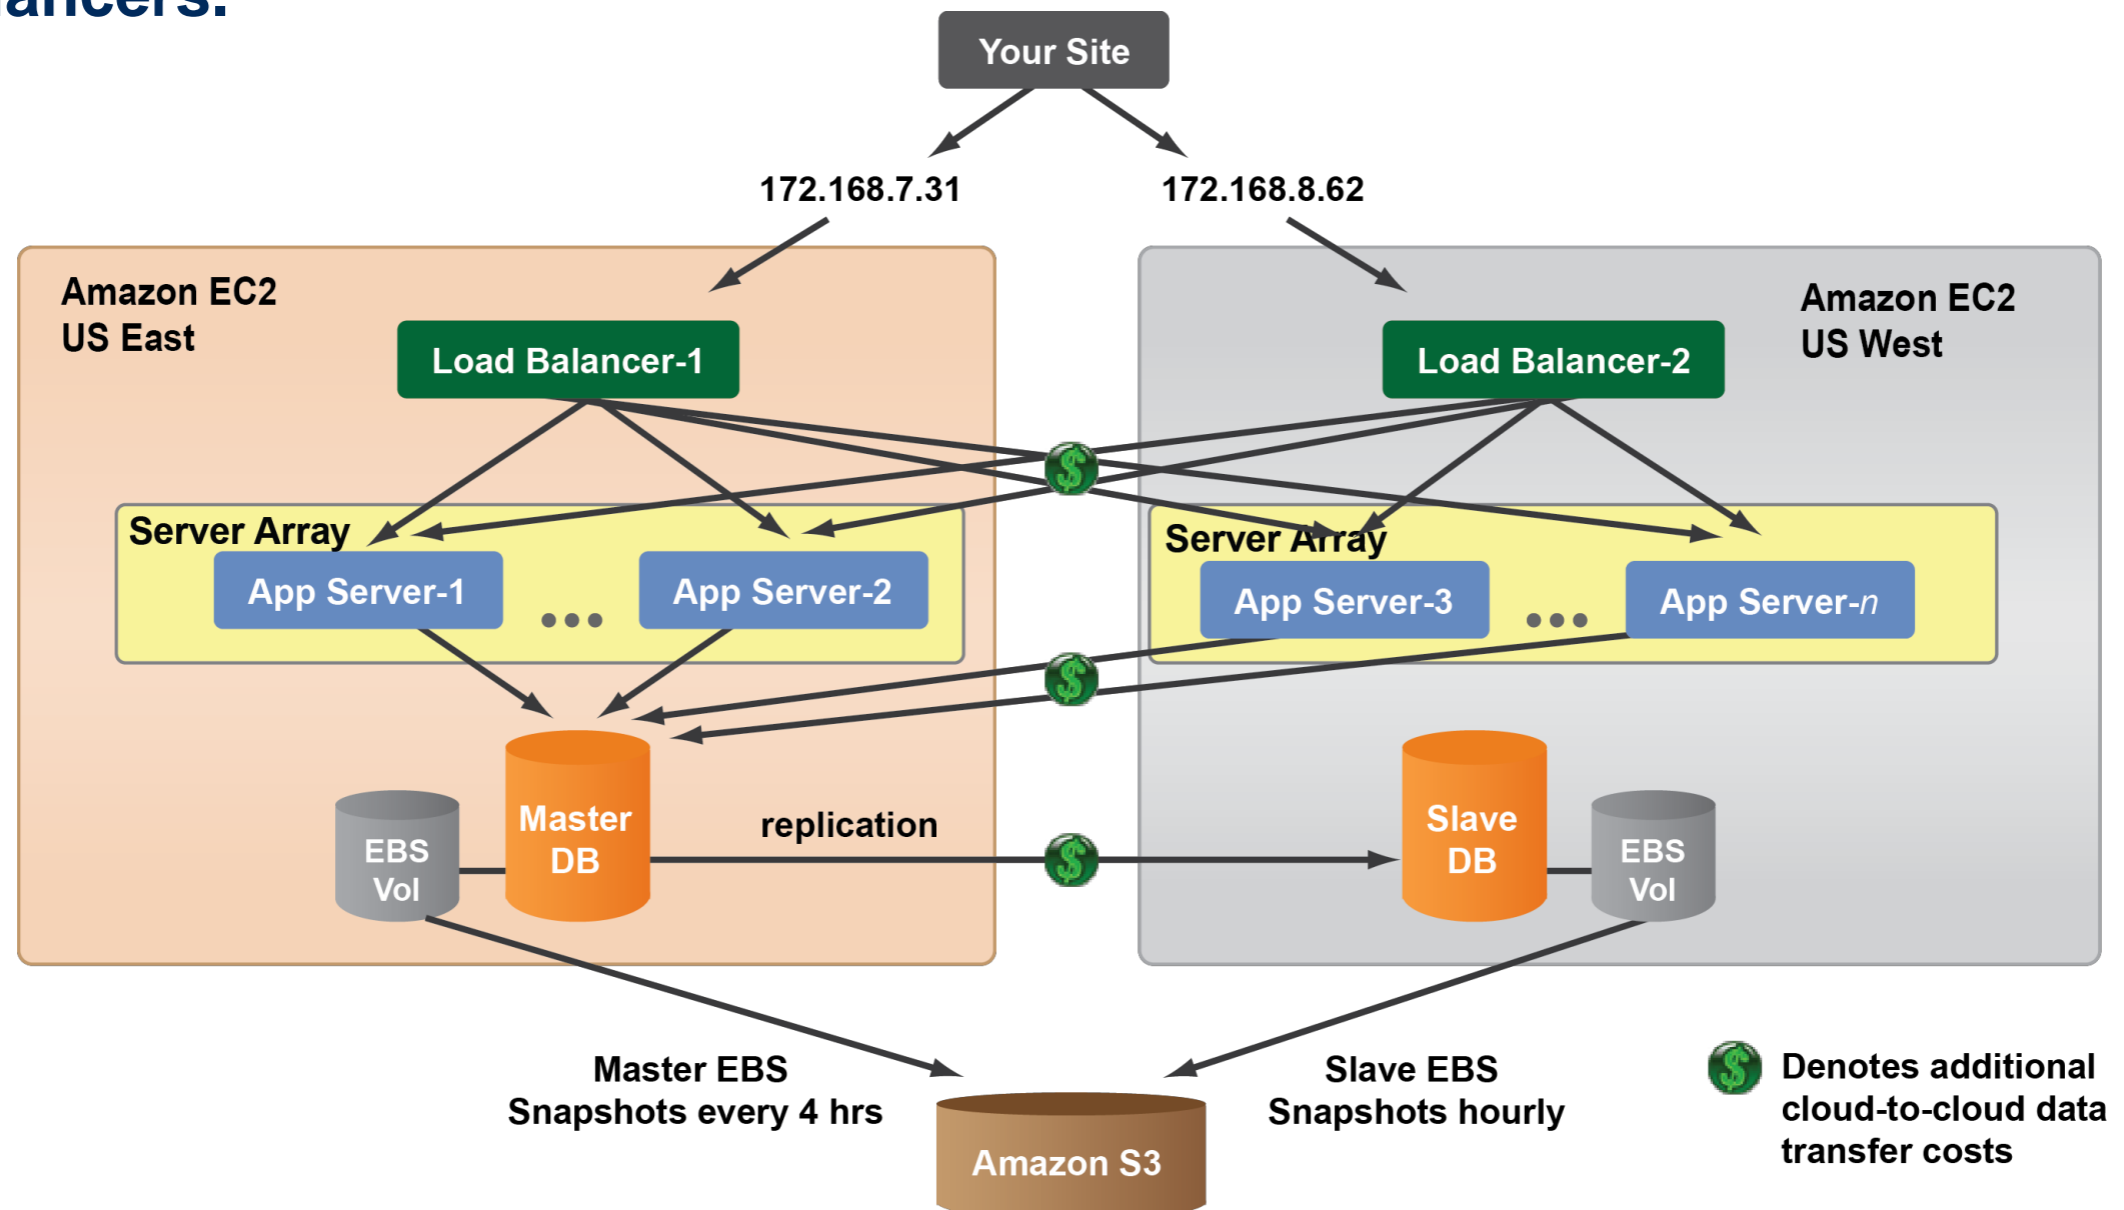 lancers.
Your Site
172.168.7.31
172.168.8.62
Amazon EC2
US East
Amazon EC2
US West
Load Balancer-1
Load Balancer-2
$
Server Array
Server Array
App Server-1
App Server-2
App Server-3
App Server-n
$
Master
DB
replication
$
Slave
DB
EBS
Vol
EBS
Vol
Master EBS
Snapshots every 4 hrs
Slave EBS
Snapshots hourly
Amazon S3
$
Denotes additional
cloud-to-cloud data
transfer costs